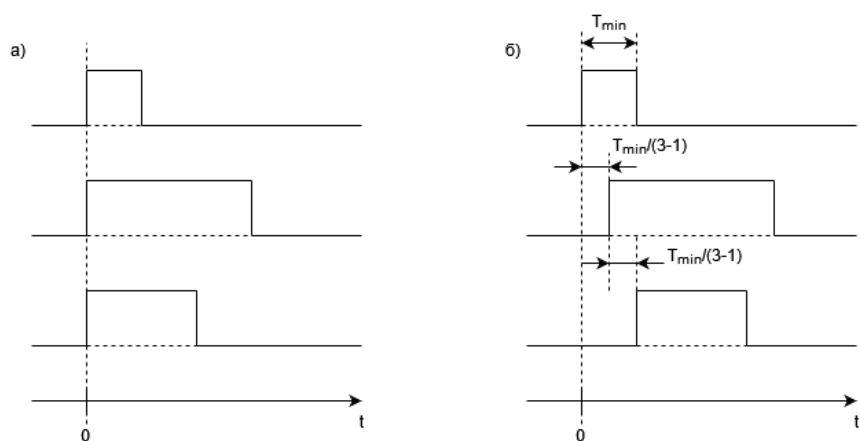 а)
0
t
б)
Tmin
Tmin/(3-1)
Tmin/(3-1)
0
t